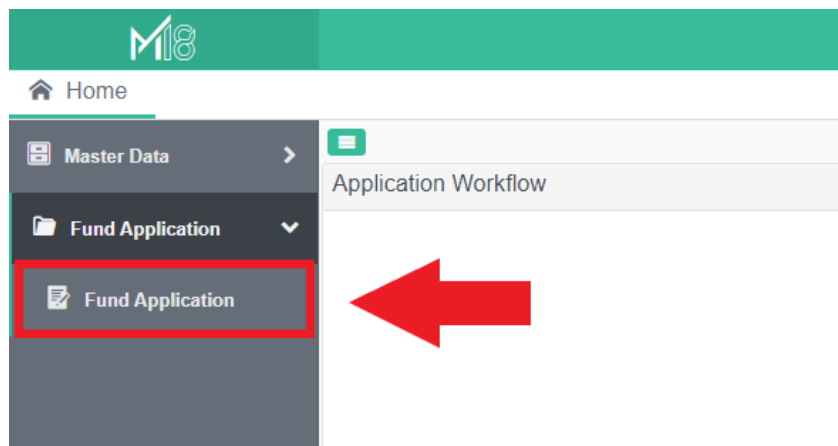 M18
Home
Master Data
Application Workflow
Fund Application
Fund Application